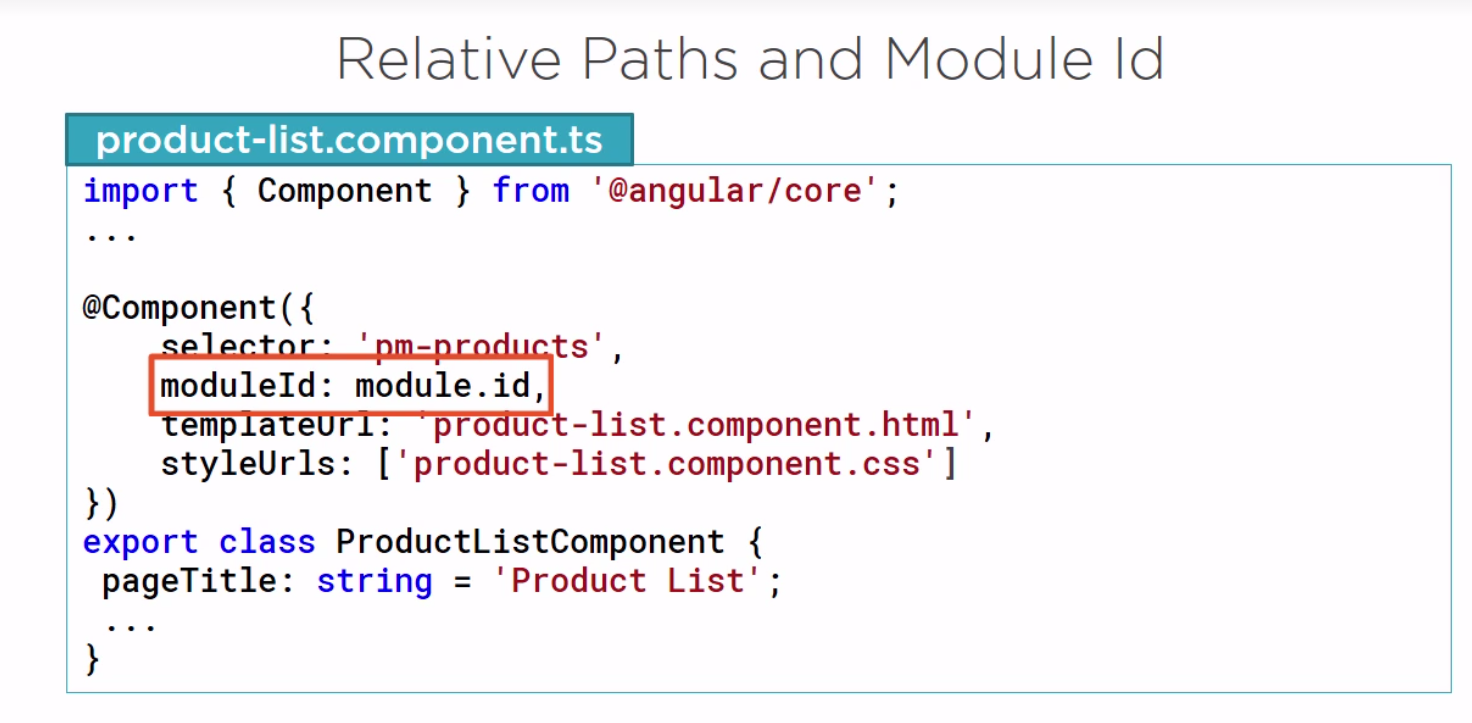 Relative Paths and Module Id
product-list.component.ts
import { Component } from '@angular/core';
...
@Component({
    selector: 'pm-products',
    moduleId: module.id,
    templateUrl: 'product-list.component.html',
    styleUrls: ['product-list.component.css']
})
export class ProductListComponent {
 pageTitle: string = 'Product List';
 ...
}